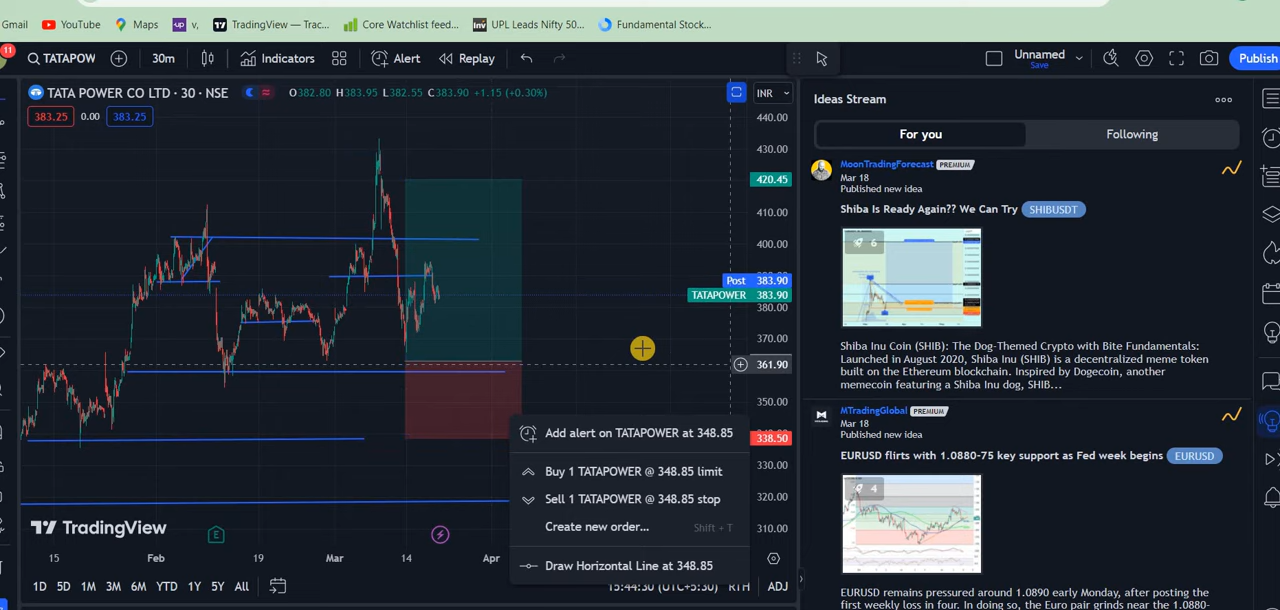 Gmail YouTube Maps v, TradingView — Trac... Core Watchlist feed... UPL Leads Nifty 50... Fundamental Stock...
11 TATAPOW 30m Indicators Alert Replay Unnamed Save Publish
TATA POWER CO LTD · 30 · NSE O382.80 H383.95 L382.55 C383.90 +1.15 (+0.30%) INR
383.25 0.00 383.25
440.00
430.00
420.45
410.00
400.00
Post 383.90
TATAPOWER 383.90
380.00
370.00
361.90
350.00
338.50
330.00
320.00
310.00
Add alert on TATAPOWER at 348.85
Buy 1 TATAPOWER @ 348.85 limit
Sell 1 TATAPOWER @ 348.85 stop
Create new order... Shift + T
Draw Horizontal Line at 348.85
TradingView
E
15 Feb 19 Mar 14 Apr
1D 5D 1M 3M 6M YTD 1Y 5Y All 15:44:30 (UTC+5:30) RTH ADJ
Ideas Stream
For you Following
MoonTradingForecast PREMIUM
Mar 18
Published new idea
Shiba Is Ready Again?? We Can Try SHIBUSDT
6
Shiba Inu Coin (SHIB): The Dog-Themed Crypto with Bite Fundamentals:
Launched in August 2020, Shiba Inu (SHIB) is a decentralized meme token
built on the Ethereum blockchain. Inspired by Dogecoin, another
memecoin featuring a Shiba Inu dog, SHIB...
MTradingGlobal PREMIUM
Mar 18
Published new idea
EURUSD flirts with 1.0880-75 key support as Fed week begins EURUSD
4
EURUSD remains pressured around 1.0890 early Monday, after posting the
first weekly loss in four. In doing so, the Euro pair grinds near the 1.0880-